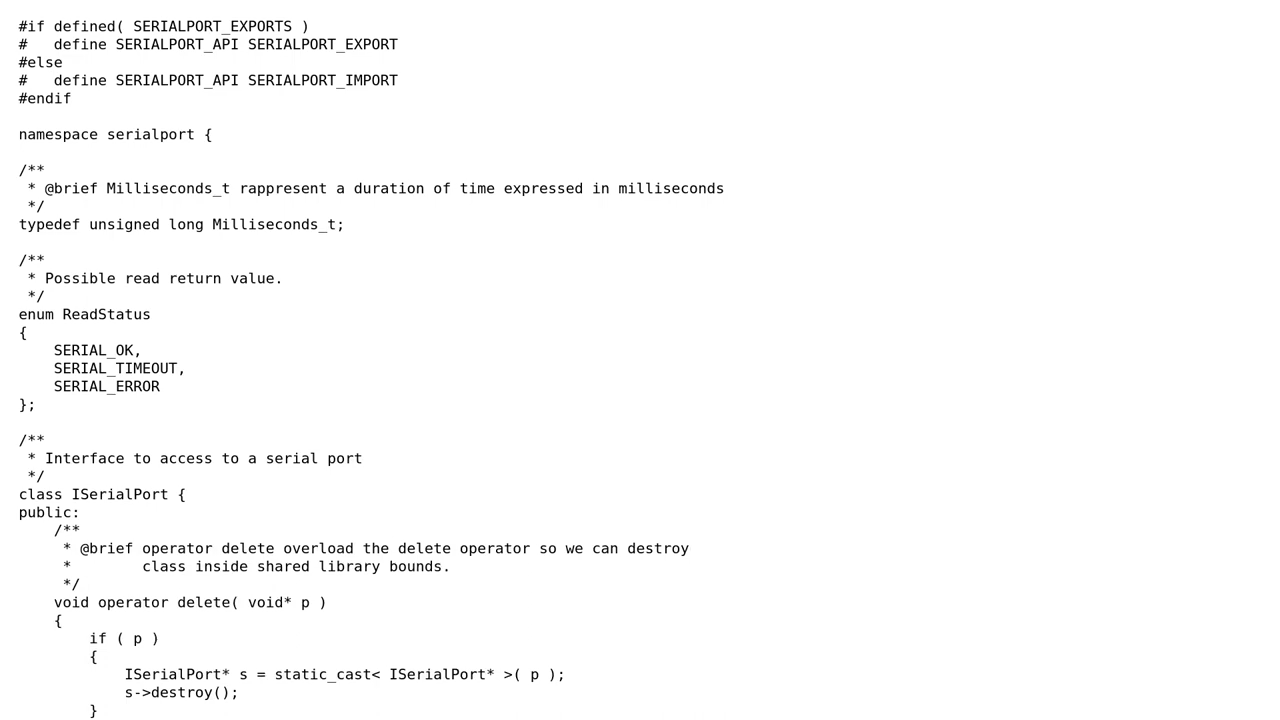 #if defined( SERIALPORT_EXPORTS )
#   define SERIALPORT_API SERIALPORT_EXPORT
#else
#   define SERIALPORT_API SERIALPORT_IMPORT
#endif

namespace serialport {

/**
 * @brief Milliseconds_t rappresent a duration of time expressed in milliseconds
 */
typedef unsigned long Milliseconds_t;

/**
 * Possible read return value.
 */
enum ReadStatus
{
    SERIAL_OK,
    SERIAL_TIMEOUT,
    SERIAL_ERROR
};

/**
 * Interface to access to a serial port
 */
class ISerialPort {
public:
    /**
     * @brief operator delete overload the delete operator so we can destroy
     *        class inside shared library bounds.
     */
    void operator delete( void* p )
    {
        if ( p )
        {
            ISerialPort* s = static_cast< ISerialPort* >( p );
            s->destroy();
        }